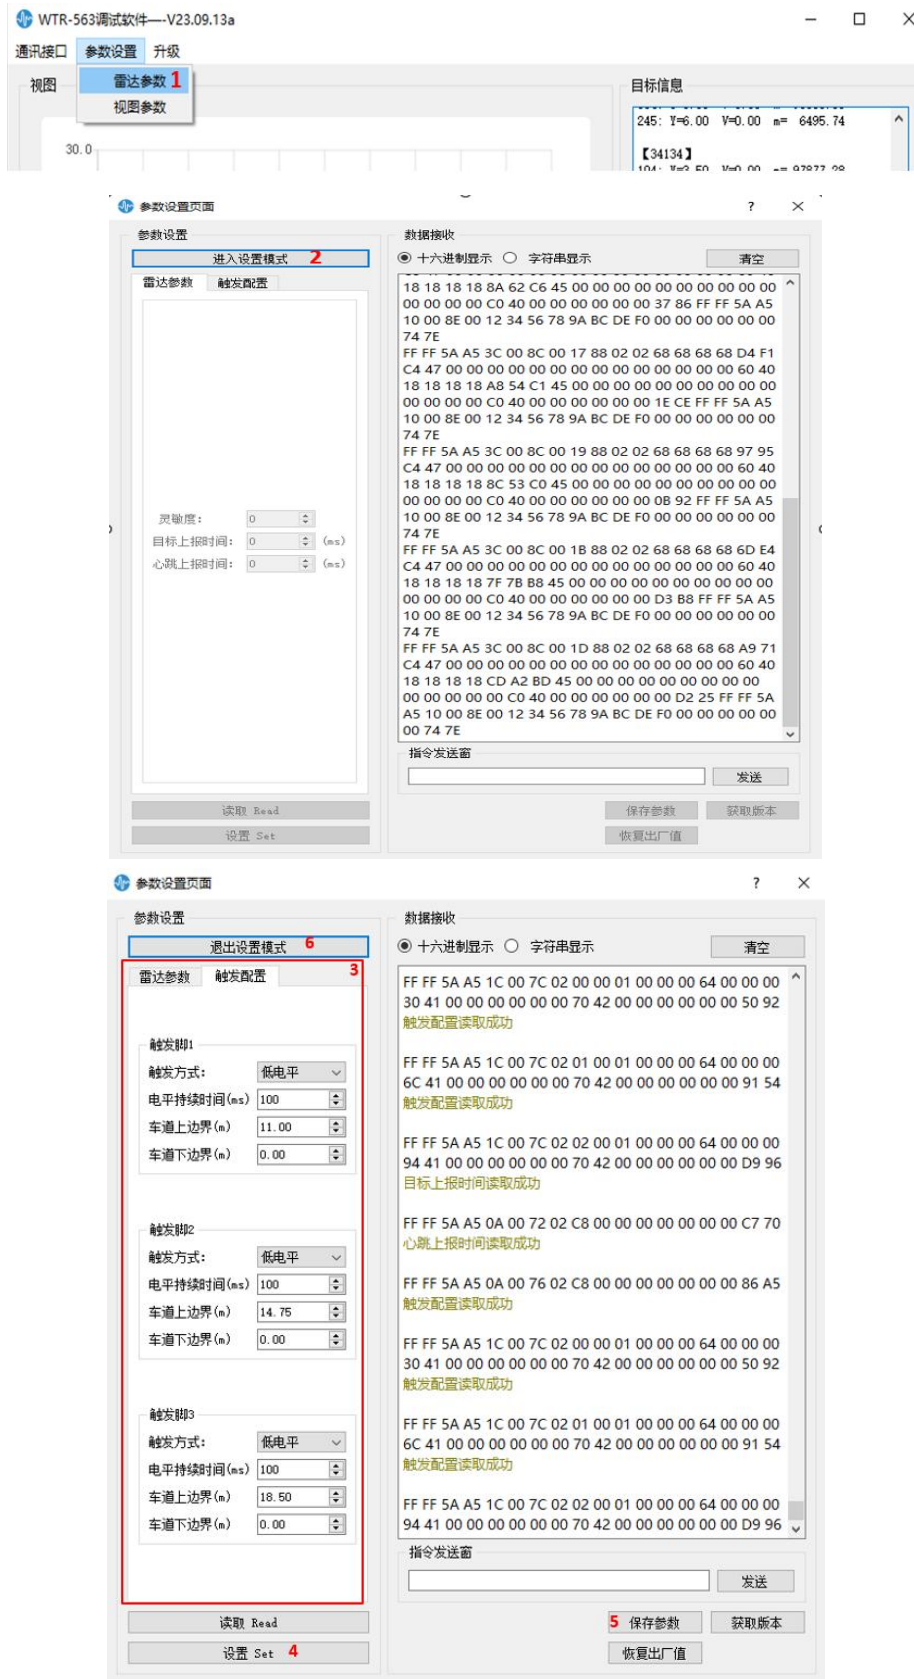 WTR-563调试软件—-V23.09.13a
通讯接口 参数设置 升级
雷达参数 1
视图参数
视图
30.0
目标信息
245: Y=6.00 V=0.00 m= 6495.74
【34134】
参数设置页面 ?
参数设置
进入设置模式 2
雷达参数 触发配置
灵敏度: 0
目标上报时间: 0 (ms)
心跳上报时间: 0 (ms)
读取 Read
设置 Set
数据接收
十六进制显示 字符串显示 清空
18 18 18 18 8A 62 C6 45 00 00 00 00 00 00 00 00 00
00 00 00 00 C0 40 00 00 00 00 00 00 37 86 FF FF 5A A5
10 00 8E 00 12 34 56 78 9A BC DE F0 00 00 00 00 00 00
74 7E
FF FF 5A A5 3C 00 8C 00 17 88 02 02 68 68 68 68 D4 F1
C4 47 00 00 00 00 00 00 00 00 00 00 00 00 00 00 60 40
18 18 18 18 A8 54 C1 45 00 00 00 00 00 00 00 00 00
00 00 00 00 C0 40 00 00 00 00 00 00 1E CE FF FF 5A A5
10 00 8E 00 12 34 56 78 9A BC DE F0 00 00 00 00 00 00
74 7E
FF FF 5A A5 3C 00 8C 00 19 88 02 02 68 68 68 68 97 95
C4 47 00 00 00 00 00 00 00 00 00 00 00 00 00 00 60 40
18 18 18 18 8C 53 C0 45 00 00 00 00 00 00 00 00 00
00 00 00 00 C0 40 00 00 00 00 00 00 0B 92 FF FF 5A A5
10 00 8E 00 12 34 56 78 9A BC DE F0 00 00 00 00 00 00
74 7E
FF FF 5A A5 3C 00 8C 00 1B 88 02 02 68 68 68 68 6D E4
C4 47 00 00 00 00 00 00 00 00 00 00 00 00 00 00 60 40
18 18 18 18 7F 7B B8 45 00 00 00 00 00 00 00 00 00
00 00 00 00 C0 40 00 00 00 00 00 00 D3 B8 FF FF 5A A5
10 00 8E 00 12 34 56 78 9A BC DE F0 00 00 00 00 00 00
74 7E
FF FF 5A A5 3C 00 8C 00 1D 88 02 02 68 68 68 68 A9 71
C4 47 00 00 00 00 00 00 00 00 00 00 00 00 00 00 60 40
18 18 18 18 CD A2 BD 45 00 00 00 00 00 00 00 00
00 00 00 00 00 C0 40 00 00 00 00 00 00 D2 25 FF FF 5A
A5 10 00 8E 00 12 34 56 78 9A BC DE F0 00 00 00 00 00
00 74 7E
指令发送窗
发送
保存参数 获取版本
恢复出厂值
参数设置页面 ?
参数设置
退出设置模式 6
雷达参数 触发配置 3
触发脚1
触发方式: 低电平
电平持续时间(ms) 100
车道上边界(m) 11.00
车道下边界(m) 0.00
触发脚2
触发方式: 低电平
电平持续时间(ms) 100
车道上边界(m) 14.75
车道下边界(m) 0.00
触发脚3
触发方式: 低电平
电平持续时间(ms) 100
车道上边界(m) 18.50
车道下边界(m) 0.00
读取 Read
设置 Set 4
数据接收
十六进制显示 字符串显示 清空
FF FF 5A A5 1C 00 7C 02 00 00 01 00 00 00 64 00 00 00
30 41 00 00 00 00 00 00 70 42 00 00 00 00 00 00 50 92
触发配置读取成功
FF FF 5A A5 1C 00 7C 02 01 00 01 00 00 00 64 00 00 00
6C 41 00 00 00 00 00 00 70 42 00 00 00 00 00 00 91 54
触发配置读取成功
FF FF 5A A5 1C 00 7C 02 02 00 01 00 00 00 64 00 00 00
94 41 00 00 00 00 00 00 70 42 00 00 00 00 00 00 D9 96
目标上报时间读取成功
FF FF 5A A5 0A 00 72 02 C8 00 00 00 00 00 00 00 C7 70
心跳上报时间读取成功
FF FF 5A A5 0A 00 76 02 C8 00 00 00 00 00 00 00 86 A5
触发配置读取成功
FF FF 5A A5 1C 00 7C 02 00 00 01 00 00 00 64 00 00 00
30 41 00 00 00 00 00 00 70 42 00 00 00 00 00 00 50 92
触发配置读取成功
FF FF 5A A5 1C 00 7C 02 01 00 01 00 00 00 64 00 00 00
6C 41 00 00 00 00 00 00 70 42 00 00 00 00 00 00 91 54
触发配置读取成功
FF FF 5A A5 1C 00 7C 02 02 00 01 00 00 00 64 00 00 00
94 41 00 00 00 00 00 00 70 42 00 00 00 00 00 00 D9 96
指令发送窗
发送
5 保存参数 获取版本
恢复出厂值